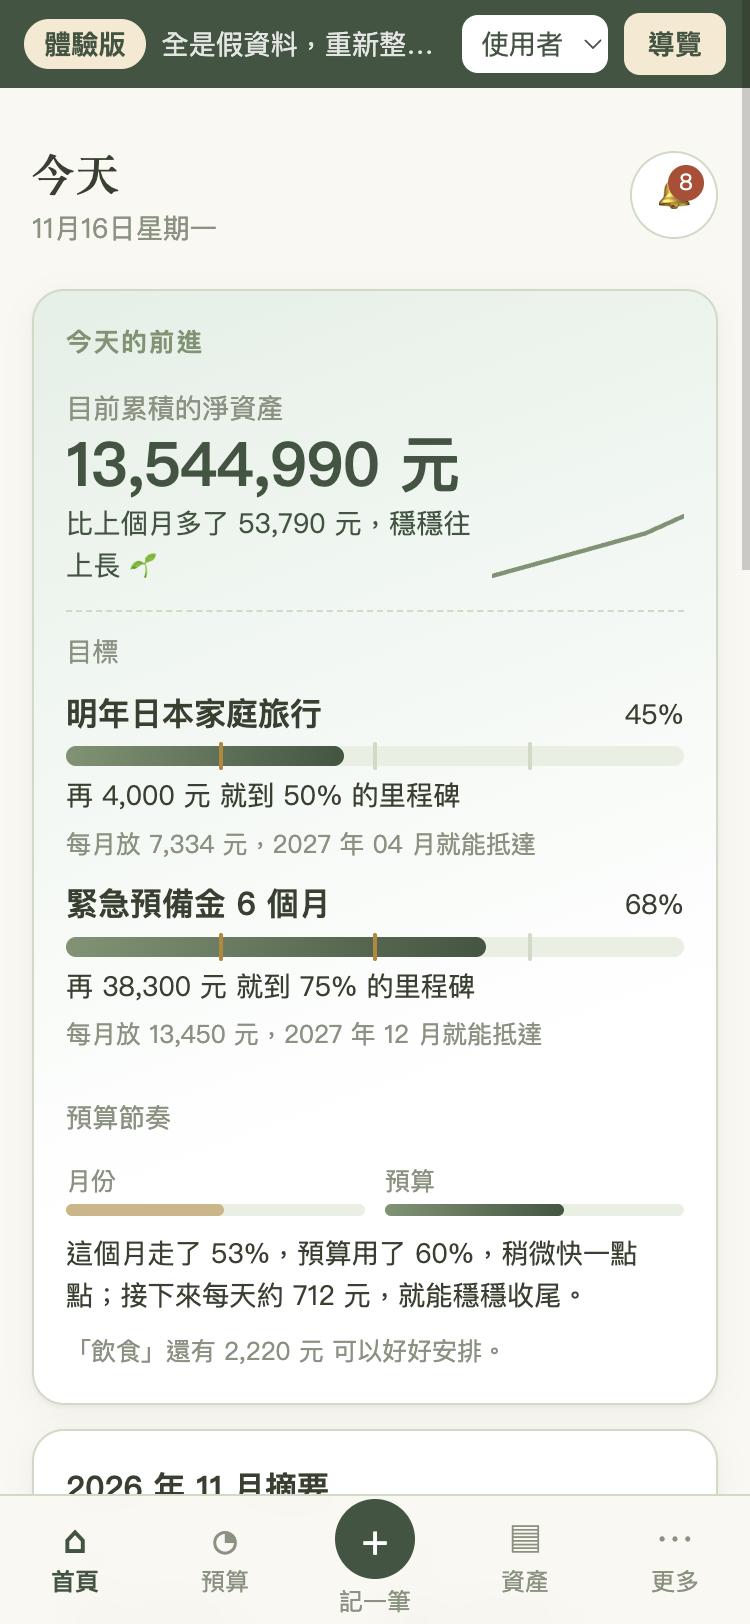 體驗版 全是假資料，重新整… 使用者 導覽
今天
8
11月16日星期一
今天的前進
目前累積的淨資產
13,544,990 元
比上個月多了 53,790 元，穩穩往
上長 🌱
目標
明年日本家庭旅行 45%
再 4,000 元 就到 50% 的里程碑
每月放 7,334 元，2027 年 04 月就能抵達
緊急預備金 6 個月 68%
再 38,300 元 就到 75% 的里程碑
每月放 13,450 元，2027 年 12 月就能抵達
預算節奏
月份 預算
這個月走了 53%，預算用了 60%，稍微快一點
點；接下來每天約 712 元，就能穩穩收尾。
「飲食」還有 2,220 元 可以好好安排。
2026 年 11 月摘要
首頁 預算 + 記一筆 資產 更多